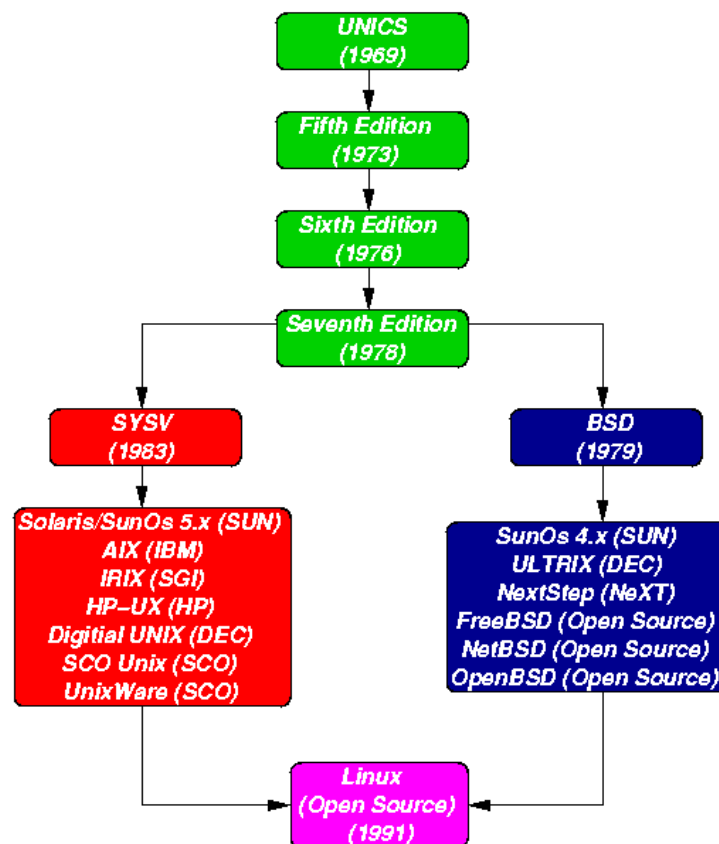 UNICS
(1969)
Fifth Edition
(1973)
Sixth Edition
(1976)
Seventh Edition
(1978)
SYSV
(1983)
BSD
(1979)
Solaris/SunOs 5.x (SUN)
AIX (IBM)
IRIX (SGI)
HP-UX (HP)
Digitial UNIX (DEC)
SCO Unix (SCO)
UnixWare (SCO)
SunOs 4.x (SUN)
ULTRIX (DEC)
NextStep (NeXT)
FreeBSD (Open Source)
NetBSD (Open Source)
OpenBSD (Open Source)
Linux
(Open Source)
(1991)